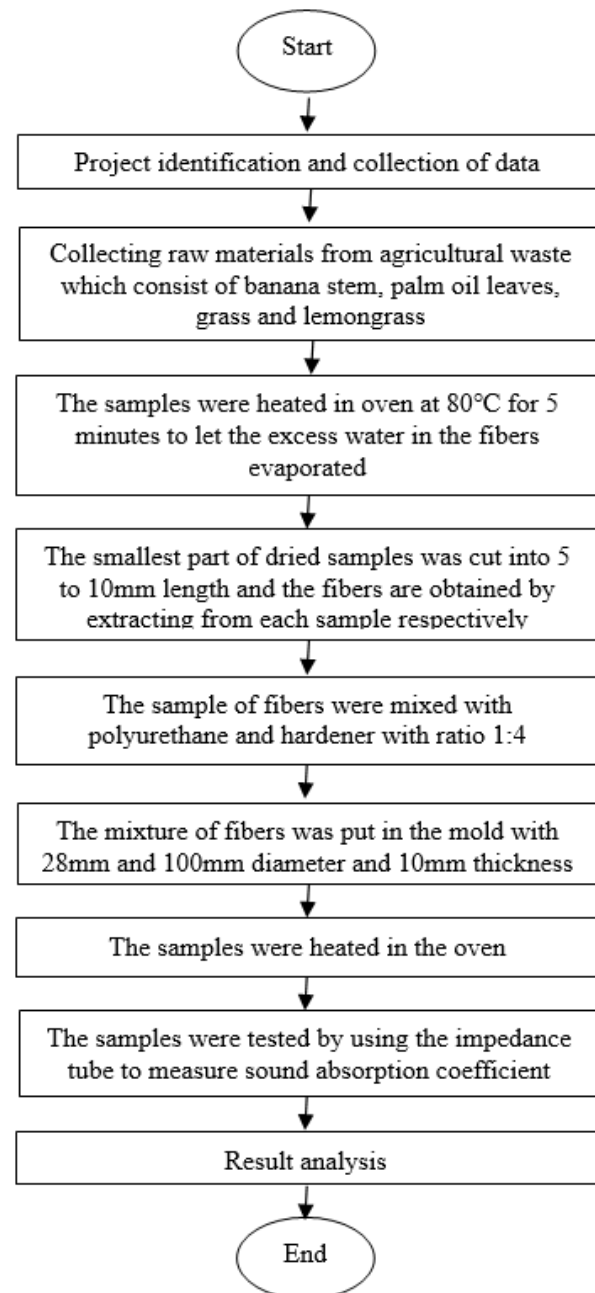 Start
Project identification and collection of data
Collecting raw materials from agricultural waste
which consist of banana stem, palm oil leaves,
grass and lemongrass
The samples were heated in oven at 80℃ for 5
minutes to let the excess water in the fibers
evaporated
The smallest part of dried samples was cut into 5
to 10mm length and the fibers are obtained by
extracting from each sample respectively
The sample of fibers were mixed with
polyurethane and hardener with ratio 1:4
The mixture of fibers was put in the mold with
28mm and 100mm diameter and 10mm thickness
The samples were heated in the oven
The samples were tested by using the impedance
tube to measure sound absorption coefficient
Result analysis
End